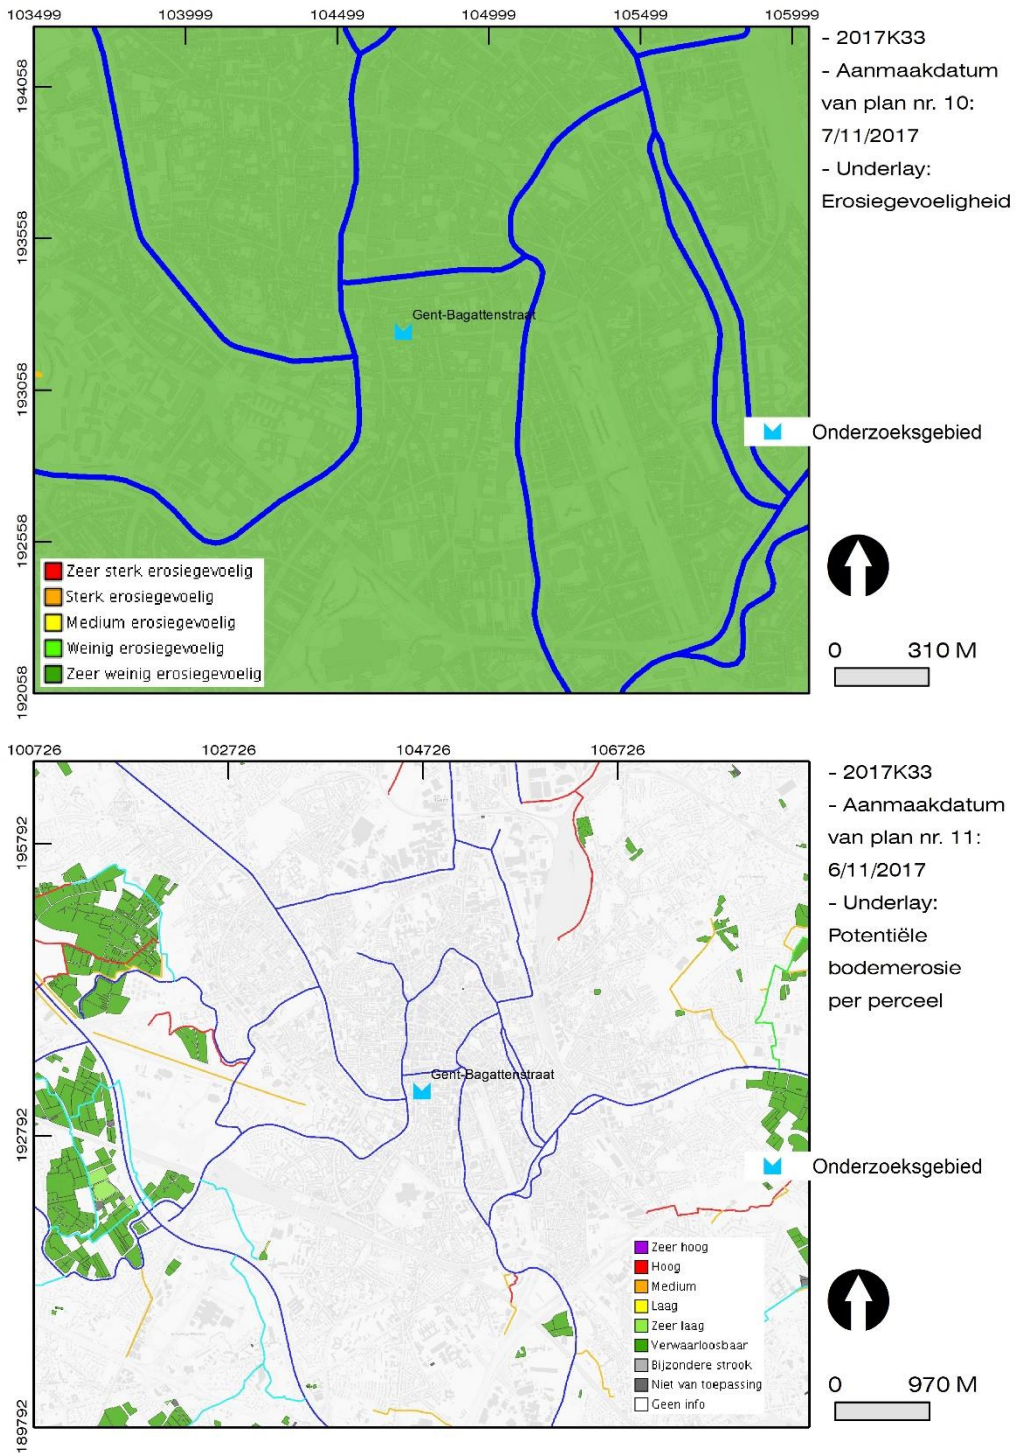 103499 103999 104499 104999 105499 105999
194058
193558
193058
192558
192058
Gent-Bagattenstraat
Zeer sterk erosiegevoelig
Sterk erosiegevoelig
Medium erosiegevoelig
Weinig erosiegevoelig
Zeer weinig erosiegevoelig
- 2017K33
- Aanmaakdatum
van plan nr. 10:
7/11/2017
- Underlay:
Erosiegevoeligheid
Onderzoeksgebied
0 310 M
100726 102726 104726 106726
195792
192792
189792
Gent-Bagattenstraat
Zeer hoog
Hoog
Medium
Laag
Zeer laag
Verwaarloosbaar
Bijzondere strook
Niet van toepassing
Geen info
- 2017K33
- Aanmaakdatum
van plan nr. 11:
6/11/2017
- Underlay:
Potentiële
bodemerosie
per perceel
Onderzoeksgebied
0 970 M